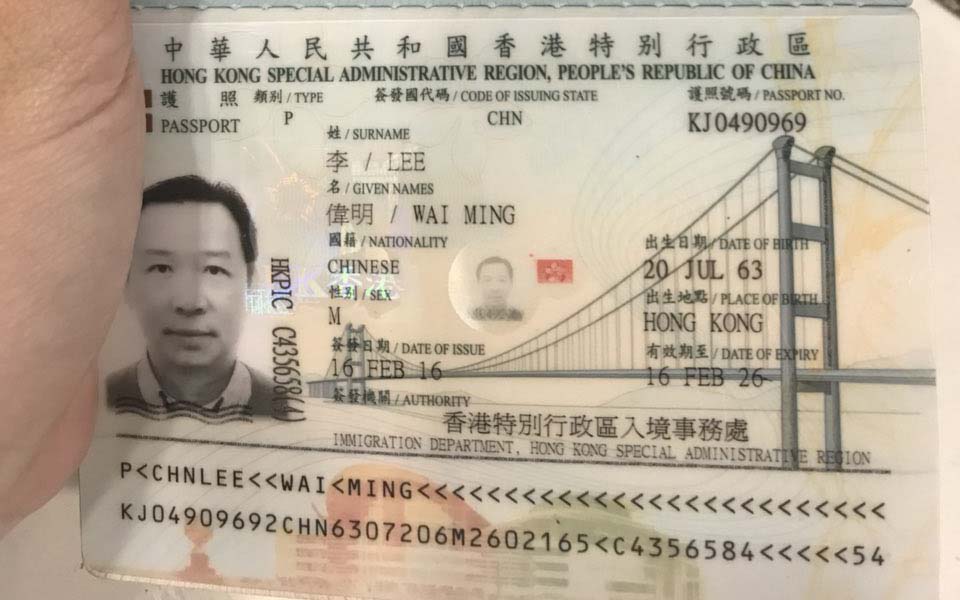 中華人民共和國香港特別行政區
HONG KONG SPECIAL ADMINISTRATIVE REGION, PEOPLE'S REPUBLIC OF CHINA
護照 類別 / TYPE 簽發國代碼 / CODE OF ISSUING STATE 護照號碼 / PASSPORT NO.
PASSPORT P CHN KJ0490969
姓 / SURNAME
李 / LEE
名 / GIVEN NAMES
偉明 / WAI MING
國籍 / NATIONALITY 出生日期 / DATE OF BIRTH
CHINESE 20 JUL 63
性別 / SEX 出生地點 / PLACE OF BIRTH
M HONG KONG
簽發日期 / DATE OF ISSUE 有效期至 / DATE OF EXPIRY
16 FEB 16 16 FEB 26
簽發機關 / AUTHORITY
香港特別行政區入境事務處
IMMIGRATION DEPARTMENT, HONG KONG SPECIAL ADMINISTRATIVE REGION
HKPIC C435658(4)
P<CHNLEE<<WAI<MING<<<<<<<<<<<<<<<<<<<<<<<<<<
KJ04909692CHN6307206M2602165<C4356584<<<<<54